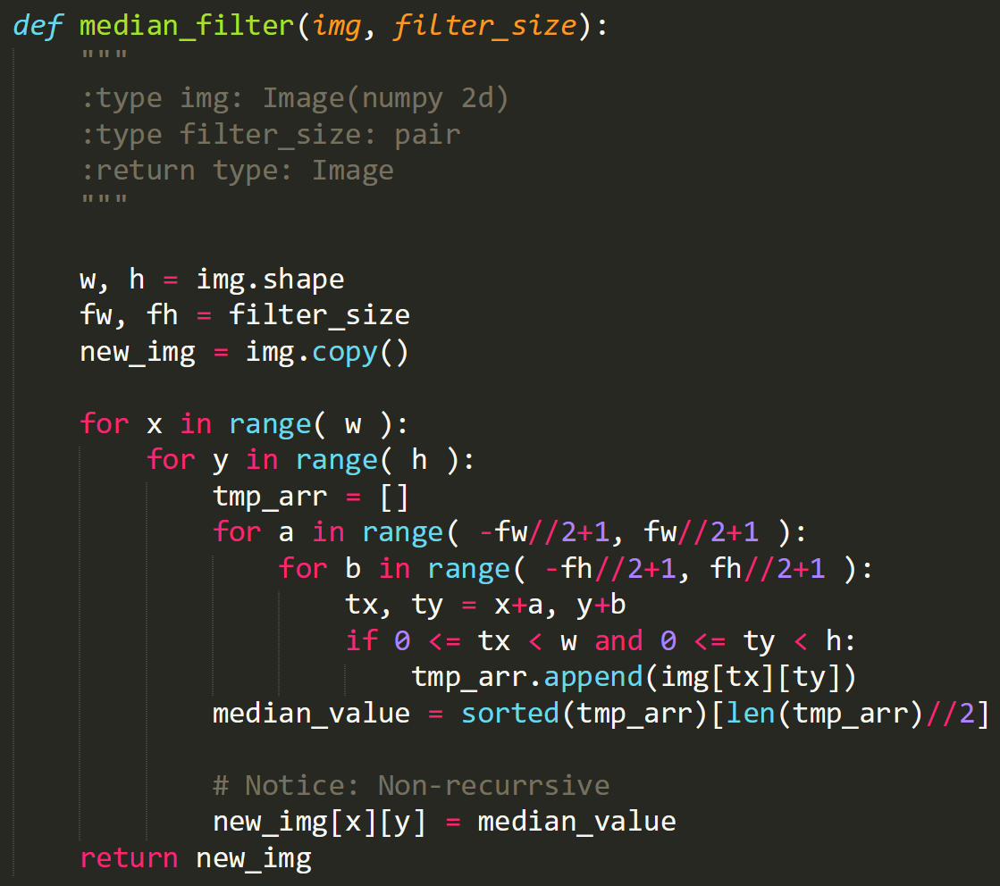 def median_filter(img, filter_size):
    """
    :type img: Image(numpy 2d)
    :type filter_size: pair
    :return type: Image
    """

    w, h = img.shape
    fw, fh = filter_size
    new_img = img.copy()

    for x in range( w ):
        for y in range( h ):
            tmp_arr = []
            for a in range( -fw//2+1, fw//2+1 ):
                for b in range( -fh//2+1, fh//2+1 ):
                    tx, ty = x+a, y+b
                    if 0 <= tx < w and 0 <= ty < h:
                        tmp_arr.append(img[tx][ty])
            median_value = sorted(tmp_arr)[len(tmp_arr)//2]

            # Notice: Non-recurrsive
            new_img[x][y] = median_value
    return new_img